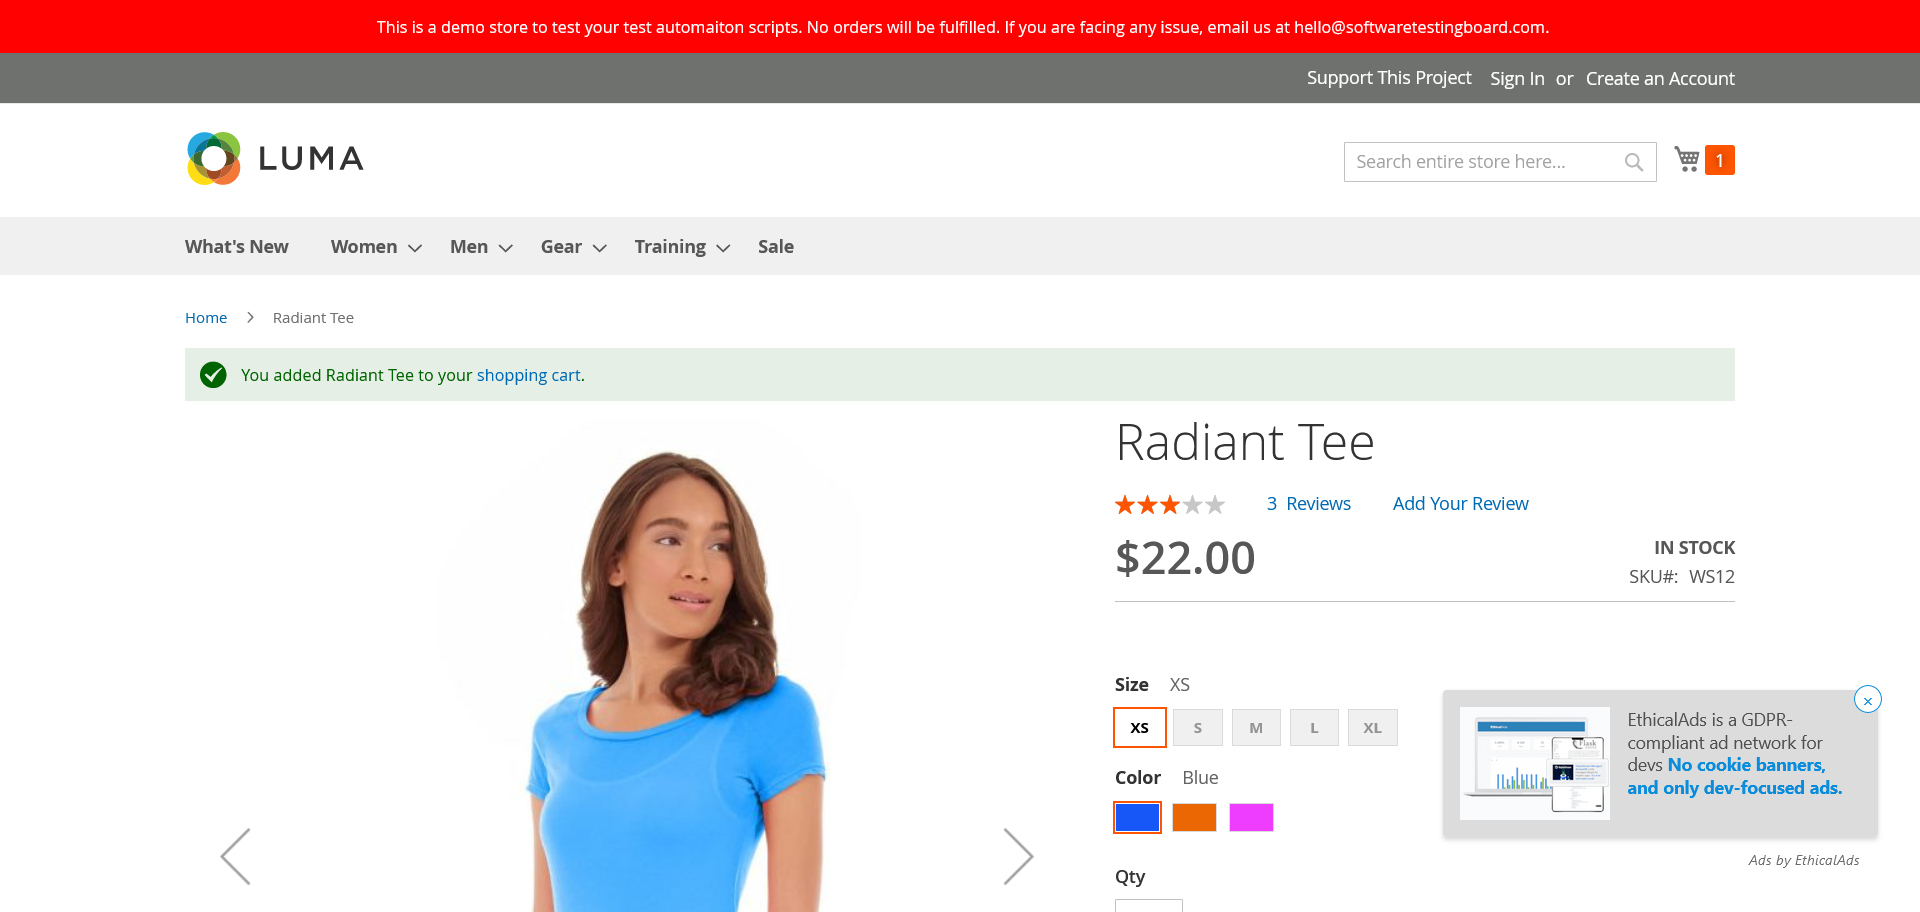 This is a demo store to test your test automaiton scripts. No orders will be fulfilled. If you are facing any issue, email us at hello@softwaretestingboard.com.
Support This Project Sign In or Create an Account
LUMA
Search entire store here...
1
What's New Women Men Gear Training Sale
Home Radiant Tee
You added Radiant Tee to your shopping cart.
Radiant Tee
3 Reviews Add Your Review
$22.00
IN STOCK
SKU#: WS12
Size XS
XS S M L XL
Color Blue
Qty
EthicalAds is a GDPR-
compliant ad network for
devs No cookie banners,
and only dev-focused ads.
Ads by EthicalAds